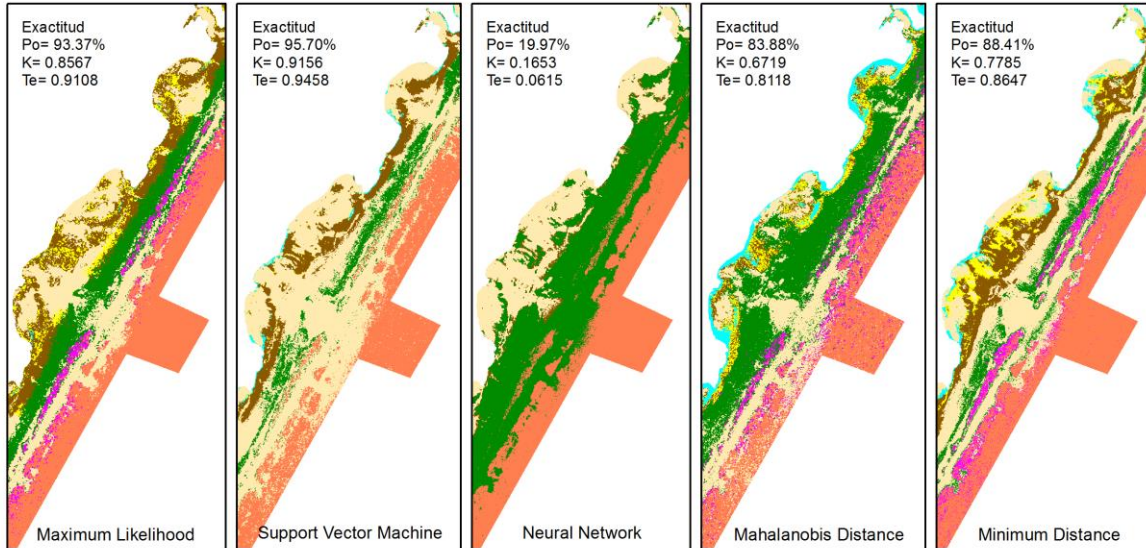 Exactitud
Po= 93.37%
K= 0.8567
Te= 0.9108
Maximum Likelihood
Exactitud
Po= 95.70%
K= 0.9156
Te= 0.9458
Support Vector Machine
Exactitud
Po= 19.97%
K= 0.1653
Te= 0.0615
Neural Network
Exactitud
Po= 83.88%
K= 0.6719
Te= 0.8118
Mahalanobis Distance
Exactitud
Po= 88.41%
K= 0.7785
Te= 0.8647
Minimum Distance